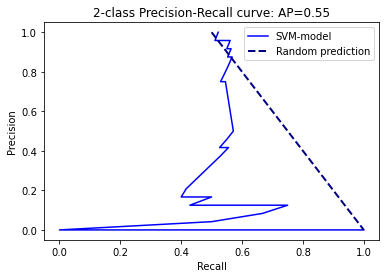 2-class Precision-Recall curve: AP=0.55
SVM-model
Random prediction
Precision
1.0
0.8
0.6
0.4
0.2
0.0
0.0 0.2 0.4 0.6 0.8 1.0
Recall